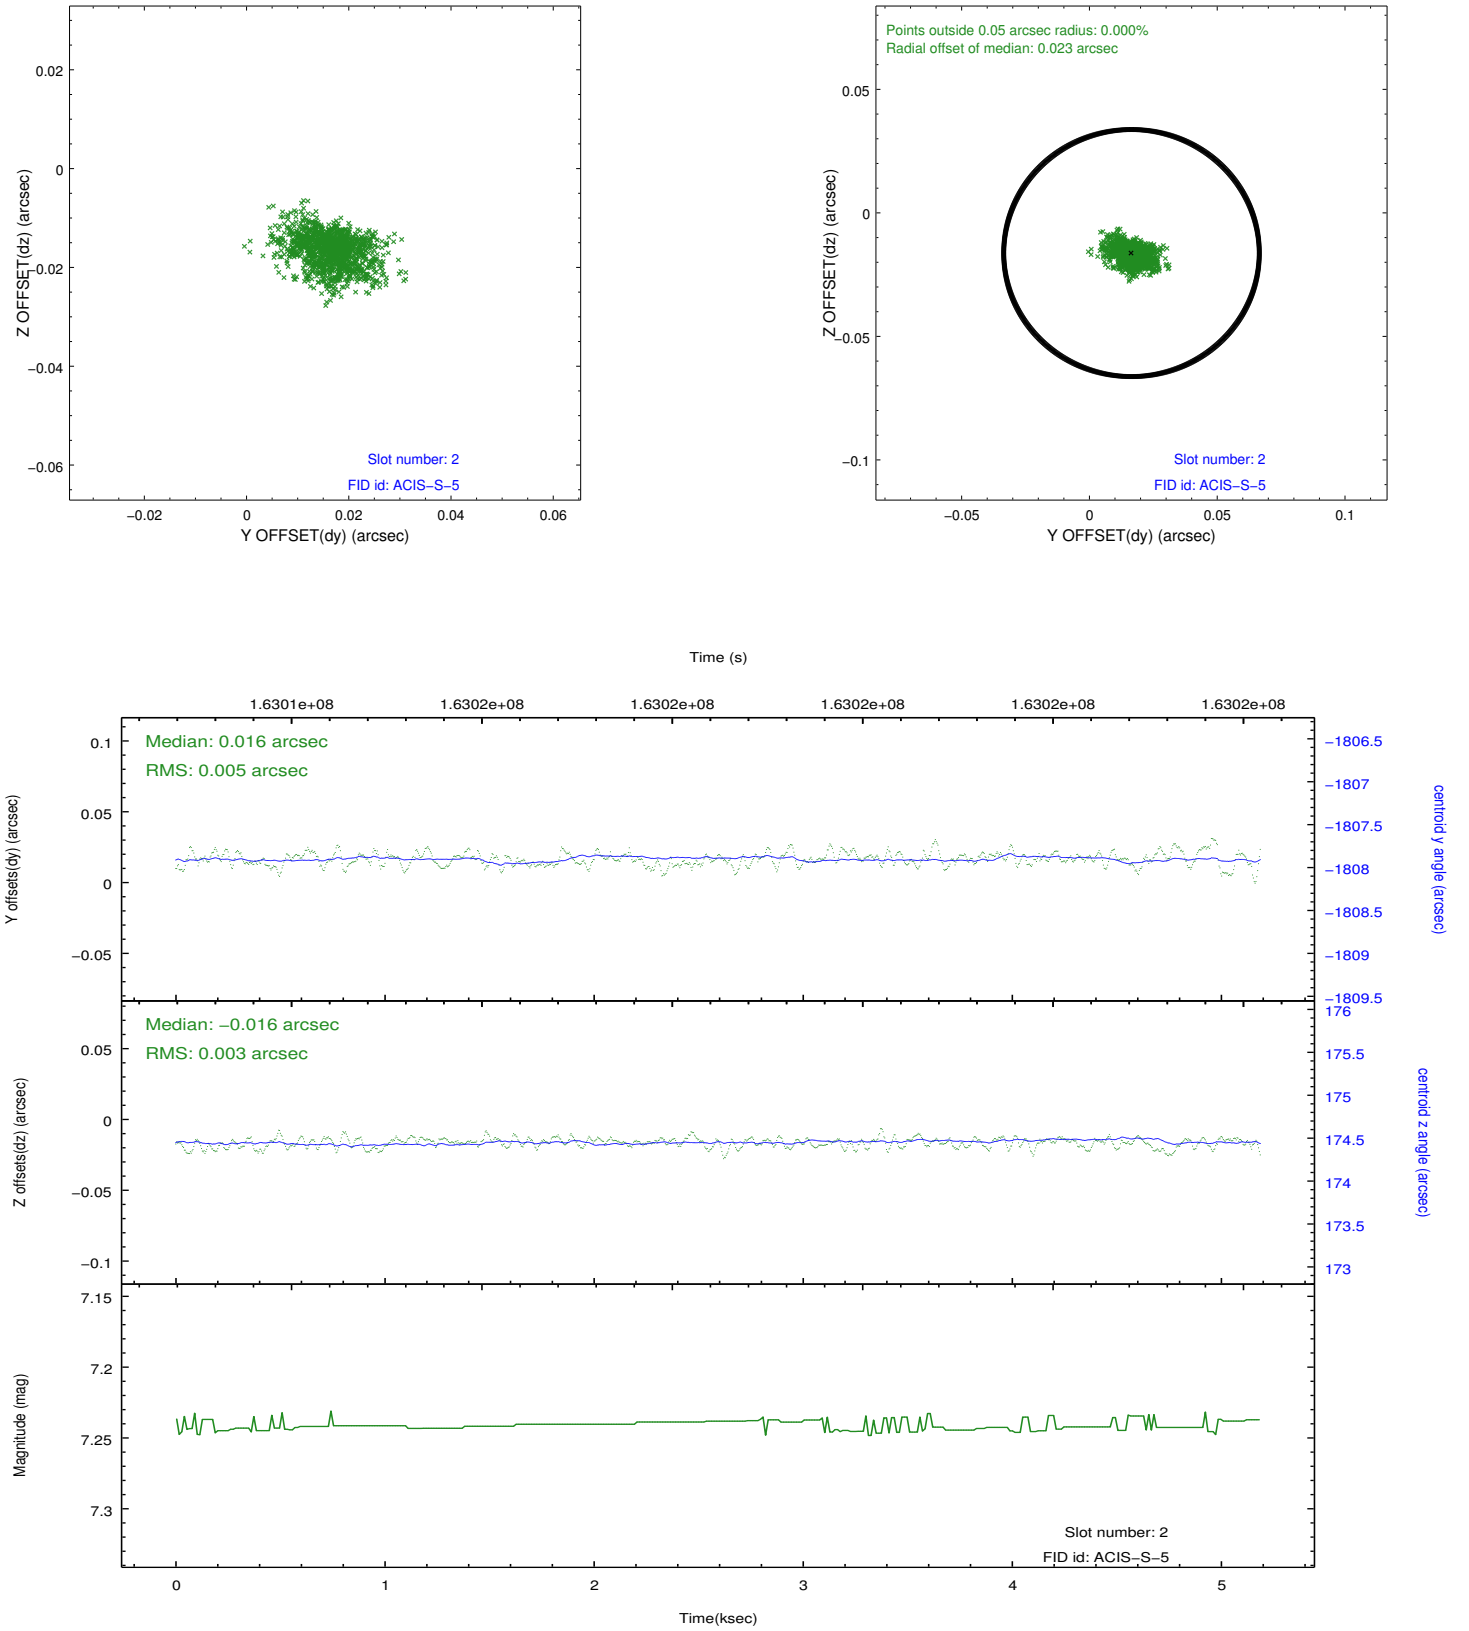 0.02
0
−0.02
−0.04
−0.06
Z OFFSET(dz) (arcsec)
Slot number: 2
FID id: ACIS−S−5
−0.02 0 0.02 0.04 0.06
Y OFFSET(dy) (arcsec)
Points outside 0.05 arcsec radius: 0.000%
Radial offset of median: 0.023 arcsec
0.05
0
−0.05
−0.1
Z OFFSET(dz) (arcsec)
Slot number: 2
FID id: ACIS−S−5
−0.05 0 0.05 0.1
Y OFFSET(dy) (arcsec)
Time (s)
1.6301e+08 1.6302e+08 1.6302e+08 1.6302e+08 1.6302e+08 1.6302e+08
Median: 0.016 arcsec
RMS: 0.005 arcsec
0.1
0.05
0
−0.05
Y offsets(dy) (arcsec)
−1806.5
−1807
−1807.5
−1808
−1808.5
−1809
−1809.5
centroid y angle (arcsec)
Median: −0.016 arcsec
RMS: 0.003 arcsec
0.05
0
−0.05
−0.1
Z offsets(dz) (arcsec)
176
175.5
175
174.5
174
173.5
173
centroid z angle (arcsec)
7.15
7.2
7.25
7.3
Magnitude (mag)
Slot number: 2
FID id: ACIS−S−5
0 1 2 3 4 5
Time(ksec)